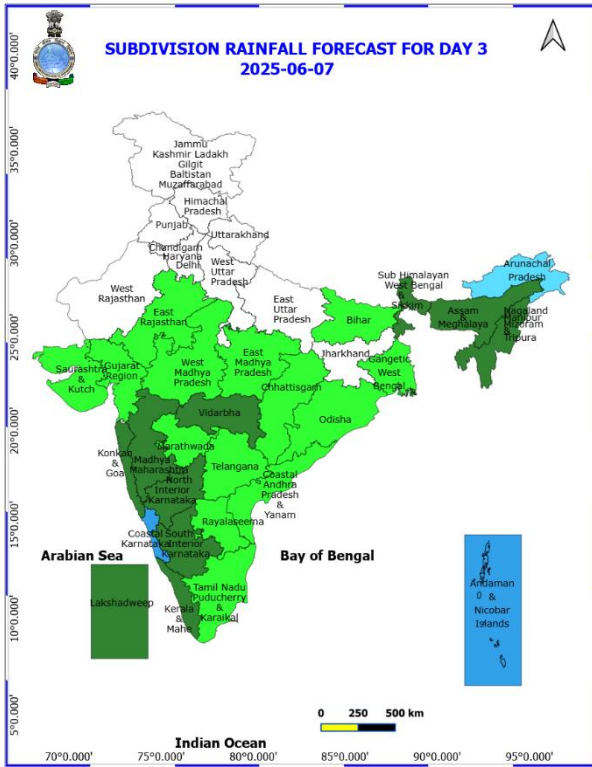 SUBDIVISION RAINFALL FORECAST FOR DAY 3
2025-06-07
40°0.000'
35°0.000'
30°0.000'
25°0.000'
20°0.000'
15°0.000'
10°0.000'
5°0.000'
Jammu
Kashmir Ladakh
Gilgit
Baltistan
Muzaffarabad
Himachal
Pradesh
Punjab
Uttarakhand
Chandigarh
Haryana
Delhi
West
Uttar
Pradesh
West
Rajasthan
East
Rajasthan
East
Uttar
Pradesh
Sub Himalayan
West Bengal
&
Sikkim
Arunachal
Pradesh
Assam
&
Meghalaya
Nagaland
Manipur
Mizoram
&
Tripura
Bihar
Jharkhand
Gangetic
West
Bengal
Saurashtra
&
Kutch
Gujarat
Region
West
Madhya
Pradesh
East
Madhya
Pradesh
Chhattisgarh
Odisha
Vidarbha
Marathwada
Konkan
&
Goa
Madhya
Maharashtra
North
Interior
Karnataka
Telangana
Coastal
Andhra
Pradesh
&
Yanam
Rayalaseema
Coastal
Karnataka
South
Interior
Karnataka
Arabian Sea
Bay of Bengal
Lakshadweep
Kerala
&
Mahe
Tamil Nadu
Puducherry
&
Karaikal
Andaman
&
Nicobar
Islands
0 250 500 km
Indian Ocean
70°0.000' 75°0.000' 80°0.000' 85°0.000' 90°0.000' 95°0.000'